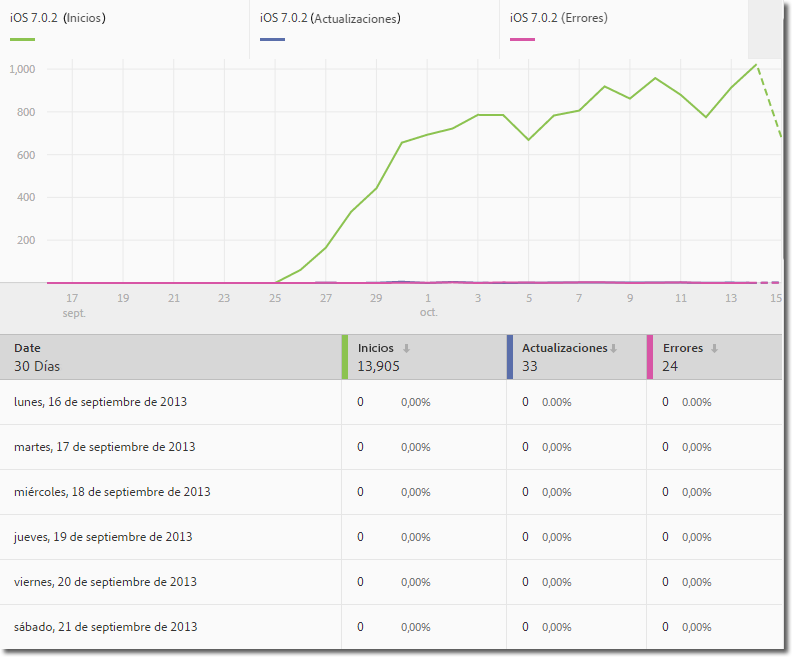 iOS 7.0.2 (Inicios) iOS 7.0.2 (Actualizaciones) iOS 7.0.2 (Errores)
1,000
800
600
400
200
17 19 21 23 25 27 29 1 3 5 7 9 11 13 15
sept. oct.
Date Inicios Actualizaciones Errores
30 Días 13,905 33 24
lunes, 16 de septiembre de 2013 0 0,00% 0 0.00% 0 0.00%
martes, 17 de septiembre de 2013 0 0,00% 0 0,00% 0 0,00%
miércoles, 18 de septiembre de 2013 0 0,00% 0 0,00% 0 0,00%
jueves, 19 de septiembre de 2013 0 0,00% 0 0,00% 0 0,00%
viernes, 20 de septiembre de 2013 0 0,00% 0 0,00% 0 0,00%
sábado, 21 de septiembre de 2013 0 0,00% 0 0,00% 0 0,00%